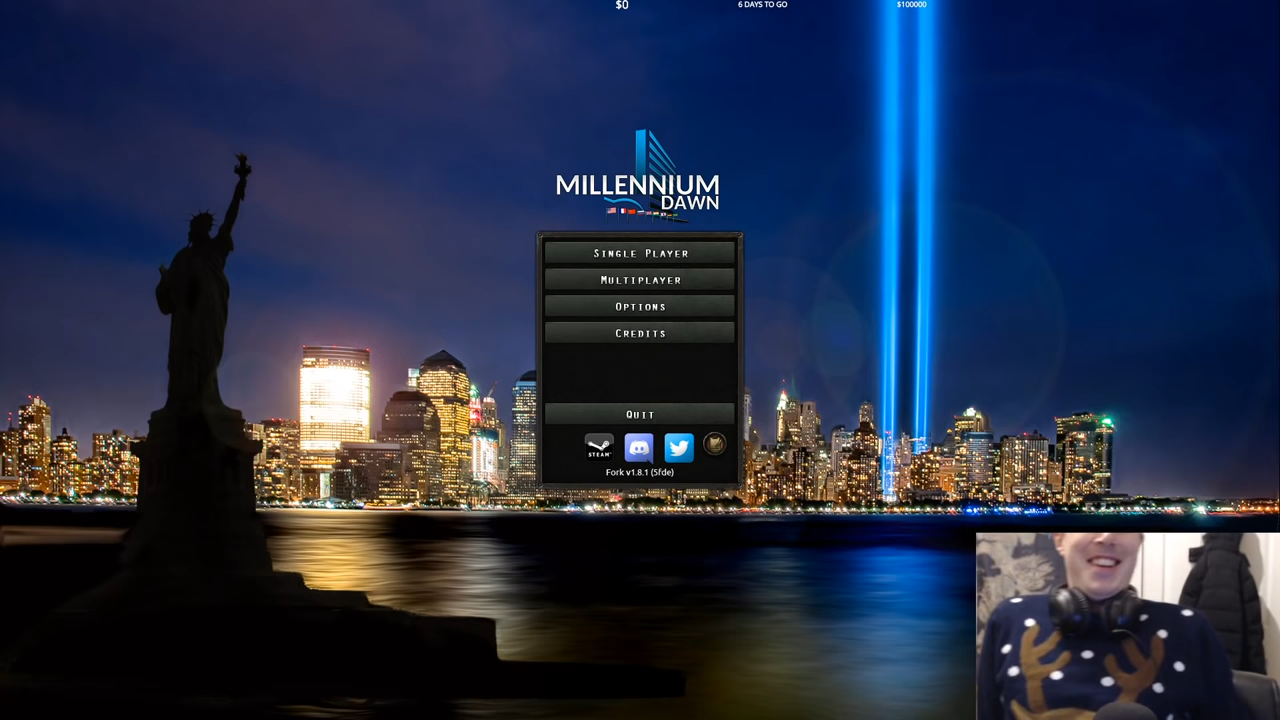 $0
6 DAYS TO GO
$100000
MILLENNIUM
DAWN
Single Player
Multiplayer
Options
Credits
Quit
STEAM
Fork v1.8.1 (5fde)